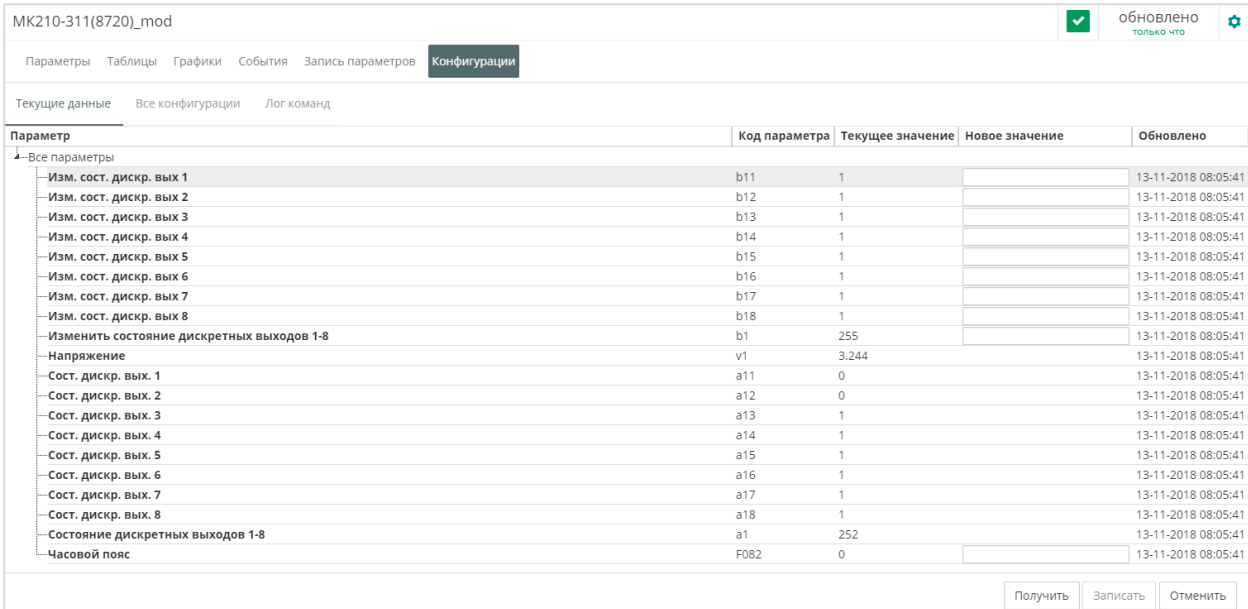 МК210-311(8720)_mod обновлено
только что
Параметры Таблицы Графики События Запись параметров Конфигурации
Текущие данные Все конфигурации Лог команд
Параметр Код параметра Текущее значение Новое значение Обновлено
Все параметры
Изм. сост. дискр. вых 1 b11 1 13-11-2018 08:05:41
Изм. сост. дискр. вых 2 b12 1 13-11-2018 08:05:41
Изм. сост. дискр. вых 3 b13 1 13-11-2018 08:05:41
Изм. сост. дискр. вых 4 b14 1 13-11-2018 08:05:41
Изм. сост. дискр. вых 5 b15 1 13-11-2018 08:05:41
Изм. сост. дискр. вых 6 b16 1 13-11-2018 08:05:41
Изм. сост. дискр. вых 7 b17 1 13-11-2018 08:05:41
Изм. сост. дискр. вых 8 b18 1 13-11-2018 08:05:41
Изменить состояние дискретных выходов 1-8 b1 255 13-11-2018 08:05:41
Напряжение v1 3.244 13-11-2018 08:05:41
Сост. дискр. вых. 1 a11 0 13-11-2018 08:05:41
Сост. дискр. вых. 2 a12 0 13-11-2018 08:05:41
Сост. дискр. вых. 3 a13 1 13-11-2018 08:05:41
Сост. дискр. вых. 4 a14 1 13-11-2018 08:05:41
Сост. дискр. вых. 5 a15 1 13-11-2018 08:05:41
Сост. дискр. вых. 6 a16 1 13-11-2018 08:05:41
Сост. дискр. вых. 7 a17 1 13-11-2018 08:05:41
Сост. дискр. вых. 8 a18 1 13-11-2018 08:05:41
Состояние дискретных выходов 1-8 a1 252 13-11-2018 08:05:41
Часовой пояс F082 0 13-11-2018 08:05:41
Получить Записать Отменить